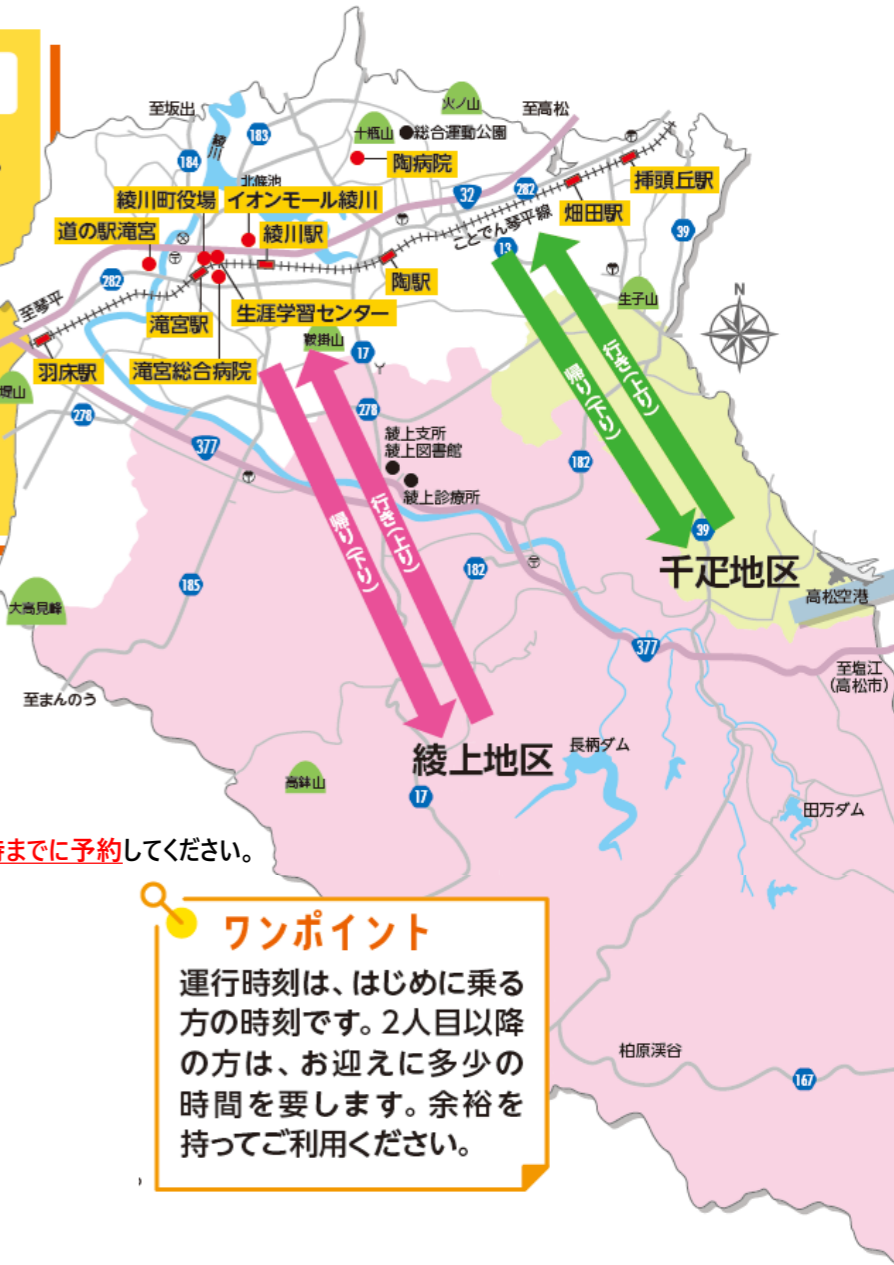 至坂出
火ノ山
至高松
183
十瓶山
総合運動公園
綾川
184
陶病院
北條池
挿頭丘駅
32
282
綾川町役場
イオンモール綾川
畑田駅
道の駅滝宮
綾川駅
ことでん琴平線
39
13
282
陶駅
至琴平
生子山
N
滝宮駅
生涯学習センター
鞍掛山
17
羽床駅
滝宮総合病院
行き(上り)
帰り(下り)
堤山
278
278
377
綾上支所
綾上図書館
182
綾上診療所
行き(上り)
帰り(下り)
39
182
千疋地区
185
高松空港
大高見峰
377
至塩江
(高松市)
至まんのう
長柄ダム
綾上地区
高鉢山
17
田万ダム
時までに予約してください。
ワンポイント
運行時刻は、はじめに乗る
方の時刻です。2人目以降
の方は、お迎えに多少の
時間を要します。余裕を
持ってご利用ください。
柏原渓谷
167